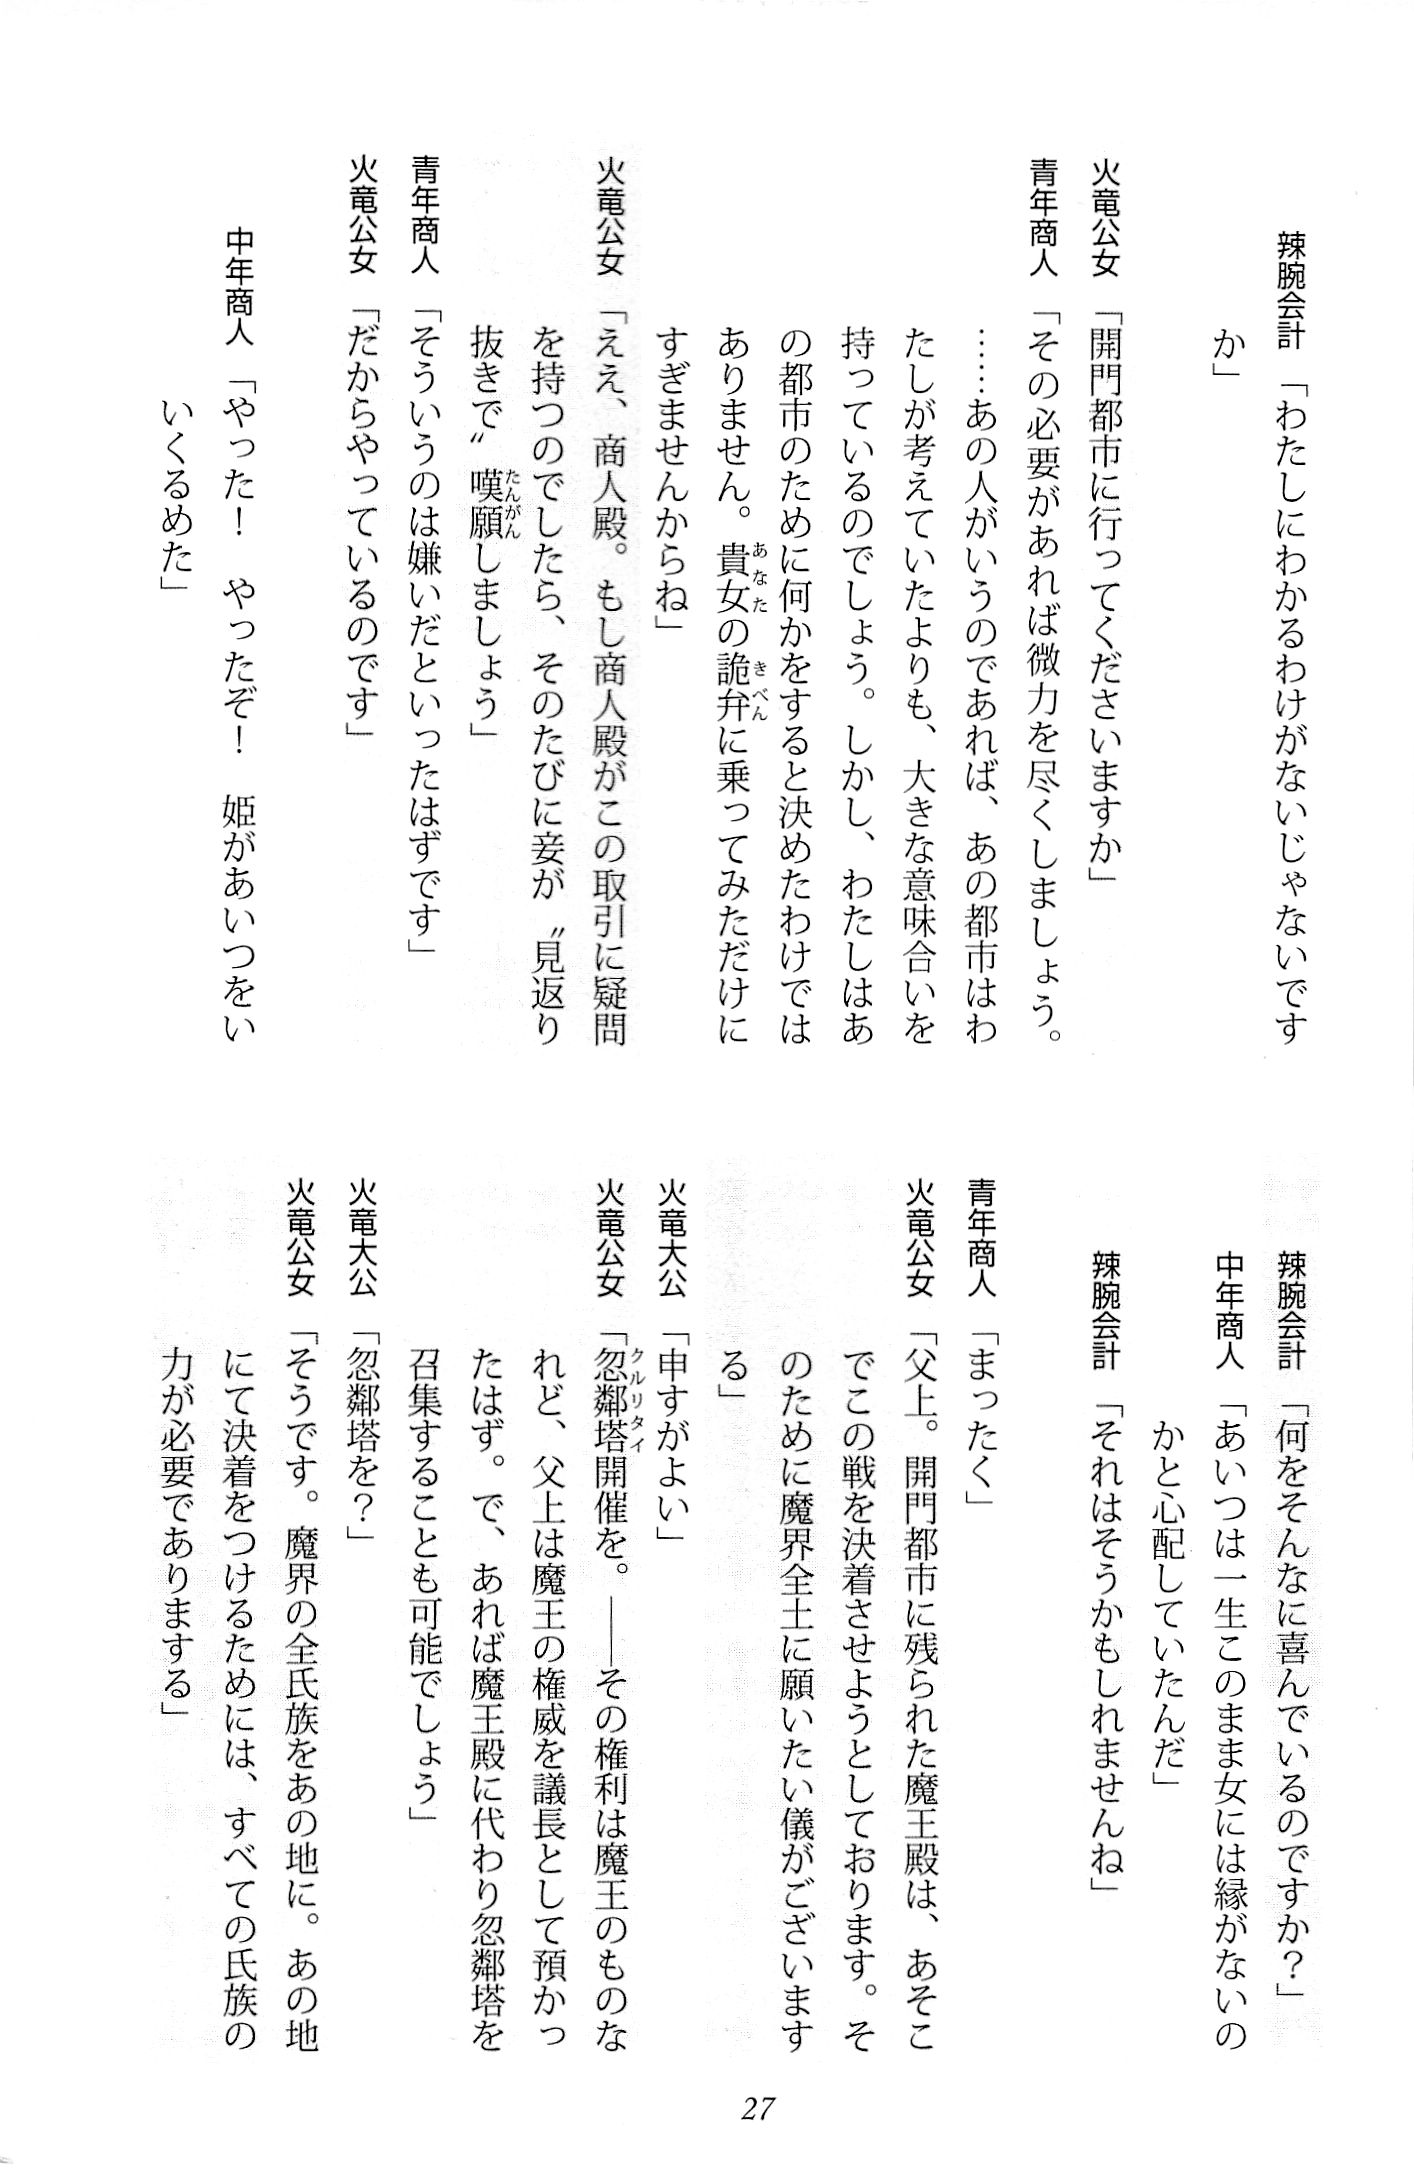 辣腕会計「わたしにわかるわけがないじゃないです
か」
火竜公女「開門都市に行ってくださいますか」
青年商人「その必要があれば微力を尽くしましょう。
……あの人がいうのであれば、あの都市はわ
たしが考えていたよりも、大きな意味合いを
持っているのでしょう。しかし、わたしはあ
の都市のために何かをすると決めたわけでは
ありません。貴女の詭弁に乗ってみただけに
すぎませんからね」
火竜公女「ええ、商人殿。もし商人殿がこの取引に疑問
を持つのでしたら、そのたびに妾が〝見返り
抜きで〟嘆願しましょう」
青年商人「そういうのは嫌いだといったはずです」
火竜公女「だからやっているのです」
中年商人「やった！　やったぞ！　姫があいつをい
いくるめた」
辣腕会計「何をそんなに喜んでいるのですか？」
中年商人「あいつは一生このまま女には縁がないの
かと心配していたんだ」
辣腕会計「それはそうかもしれませんね」
青年商人「まったく」
火竜公女「父上。開門都市に残られた魔王殿は、あそこ
でこの戦を決着させようとしております。そ
のために魔界全土に願いたい儀がございます
る」
火竜大公「申すがよい」
火竜公女「忽鄰塔開催を。――その権利は魔王のものな
れど、父上は魔王の権威を議長として預かっ
たはず。で、あれば魔王殿に代わり忽鄰塔を
召集することも可能でしょう」
火竜大公「忽鄰塔を？」
火竜公女「そうです。魔界の全氏族をあの地に。あの地
にて決着をつけるためには、すべての氏族の
力が必要でありまする」
27